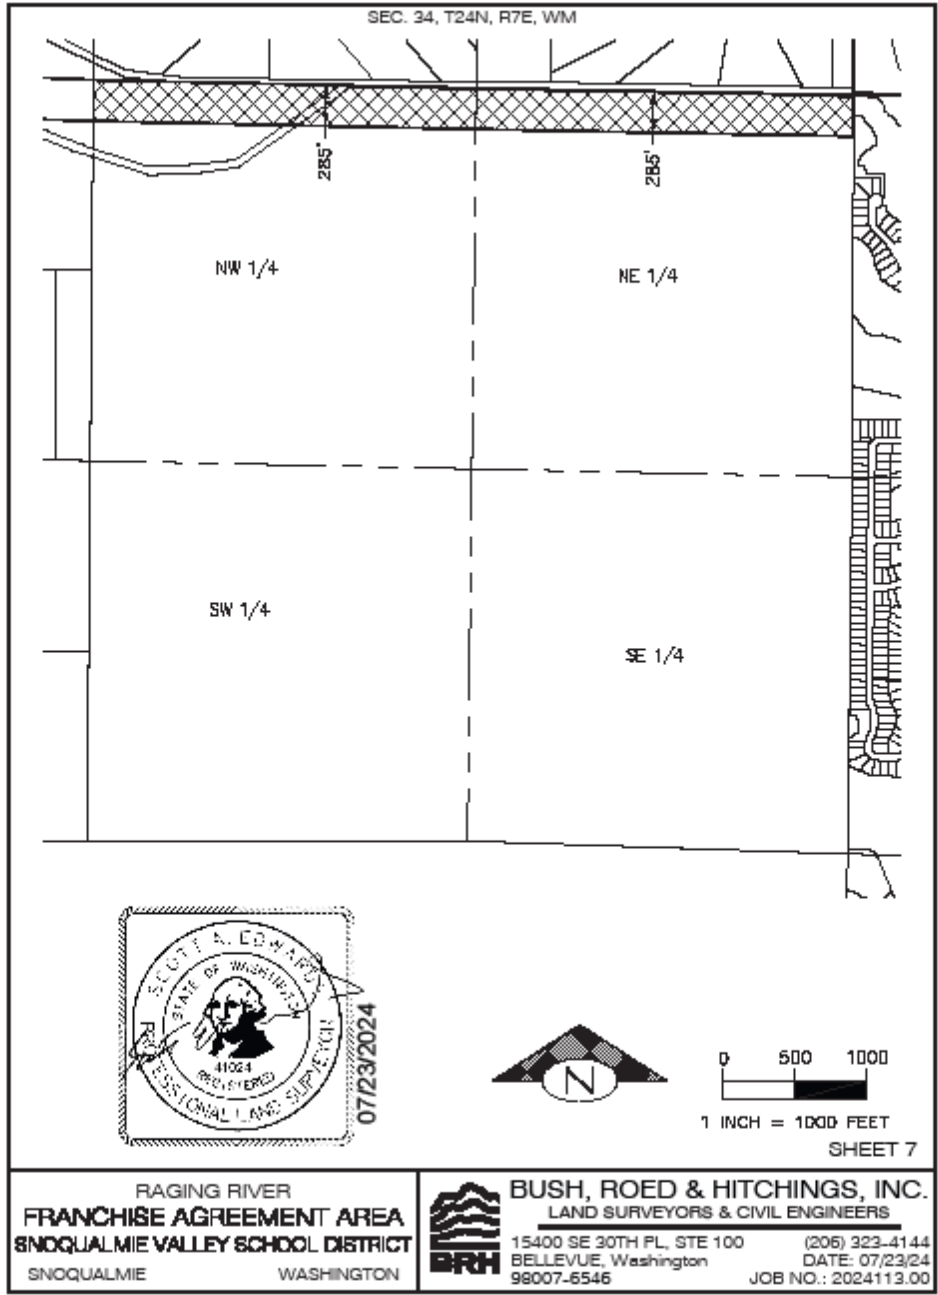 SEC. 34, T24N, R7E, WM
285'
285'
NW 1/4
NE 1/4
SW 1/4
SE 1/4
SCOTT A. EDWARDS
STATE OF WASHINGTON
41024
REGISTERED
PROFESSIONAL LAND SURVEYOR
07/23/2024
N
0 500 1000
1 INCH = 1000 FEET
SHEET 7
RAGING RIVER
FRANCHISE AGREEMENT AREA
SNOQUALMIE VALLEY SCHOOL DISTRICT
SNOQUALMIE WASHINGTON
BRH
BUSH, ROED & HITCHINGS, INC.
LAND SURVEYORS & CIVIL ENGINEERS
15400 SE 30TH PL, STE 100 (206) 323-4144
BELLEVUE, Washington DATE: 07/23/24
98007-6546 JOB NO.: 2024113.00